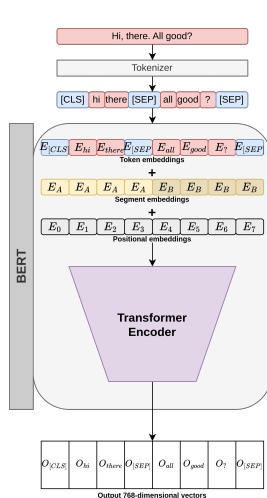 Hi, there. All good?
Tokenizer
[CLS] hi there [SEP] all good ? [SEP]
E[CLS] Ehi Ethere E[SEP] Eall Egood E? E[SEP]
Token embeddings
+
EA EA EA EA EB EB EB EB
Segment embeddings
+
E0 E1 E2 E3 E4 E5 E6 E7
Positional embeddings
BERT
Transformer
Encoder
O[CLS] Ohi Othere O[SEP] Oall Ogood O? O[SEP]
Output 768-dimensional vectors